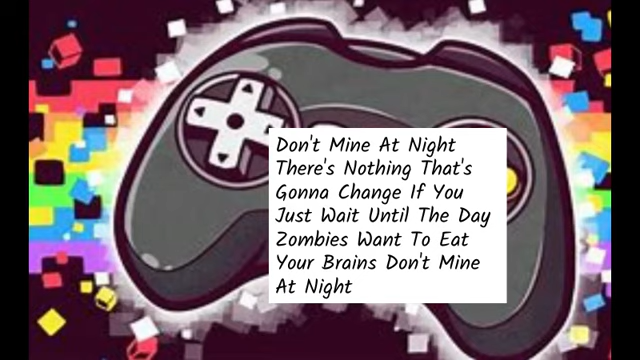 Don't Mine At Night
There's Nothing That's
Gonna Change If You
Just Wait Until The Day
Zombies Want To Eat
Your Brains Don't Mine
At Night